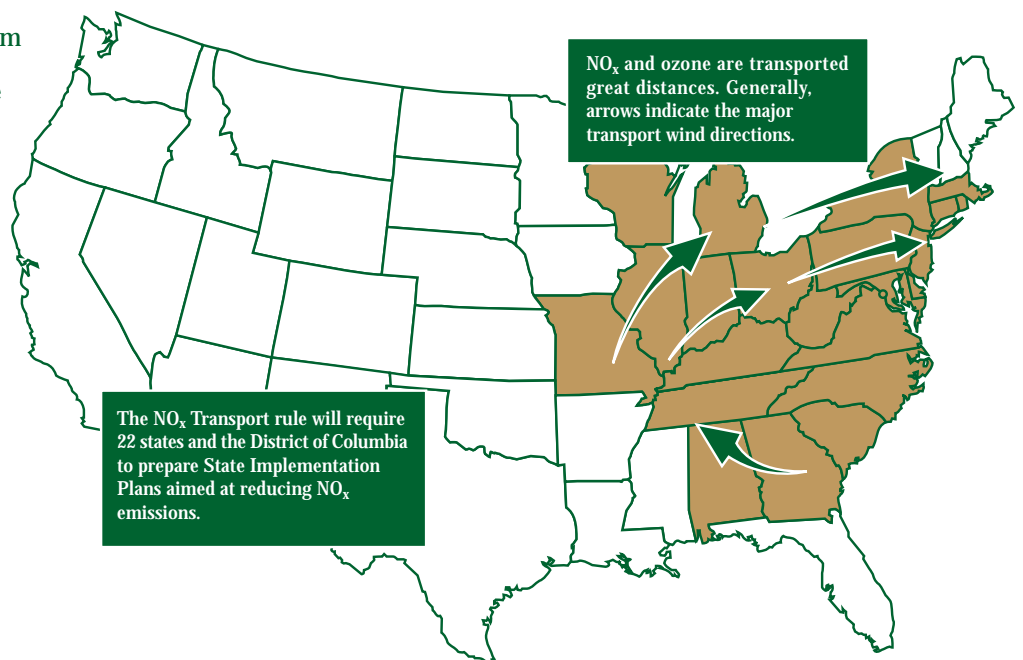 m
NOx and ozone are transported
great distances. Generally,
arrows indicate the major
transport wind directions.
The NOx Transport rule will require
22 states and the District of Columbia
to prepare State Implementation
Plans aimed at reducing NOx
emissions.